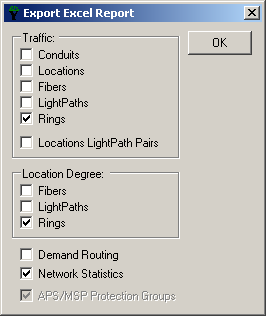 Export Excel Report
Traffic:
Conduits
Locations
Fibers
LightPaths
Rings
Locations LightPath Pairs
OK
Location Degree:
Fibers
LightPaths
Rings
Demand Routing
Network Statistics
APS/MSP Protection Groups